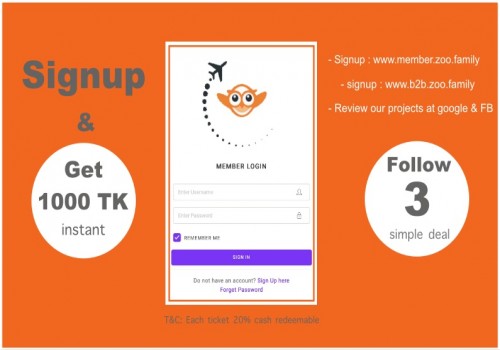 Signup
&
Get
1000 TK
instant
MEMBER LOGIN
Enter Username
Enter Password
REMEMBER ME
SIGN IN
Do not have an account? Sign Up here
Forget Password
- Signup : www.member.zoo.family
- signup : www.b2b.zoo.family
- Review our projects at google & FB
Follow
3
simple deal
T&C: Each ticket 20% cash redeemable